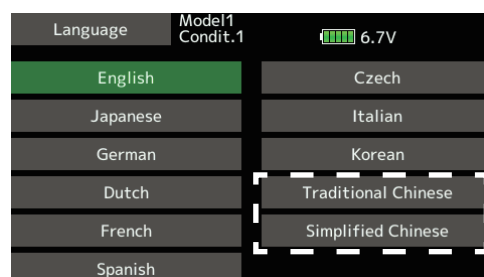 Language
Model1
Condit.1
6.7V
English
Czech
Japanese
Italian
German
Korean
Dutch
Traditional Chinese
French
Simplified Chinese
Spanish